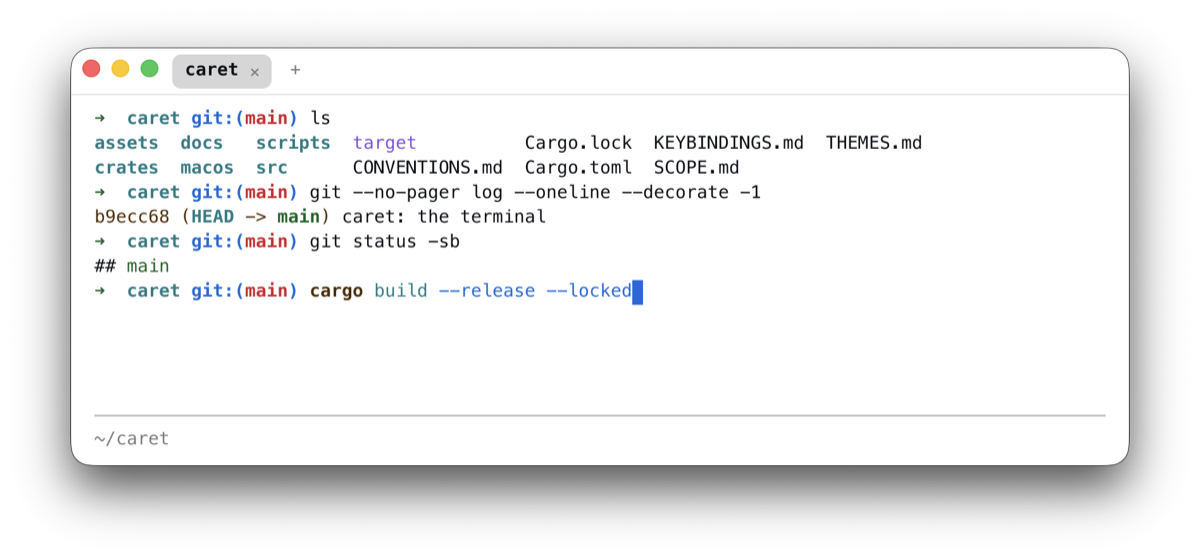 caret × +
➜  caret git:(main) ls
assets  docs   scripts  target          Cargo.lock  KEYBINDINGS.md  THEMES.md
crates  macos  src      CONVENTIONS.md  Cargo.toml  SCOPE.md
➜  caret git:(main) git --no-pager log --oneline --decorate -1
b9ecc68 (HEAD -> main) caret: the terminal
➜  caret git:(main) git status -sb
## main
➜  caret git:(main) cargo build --release --locked
~/caret